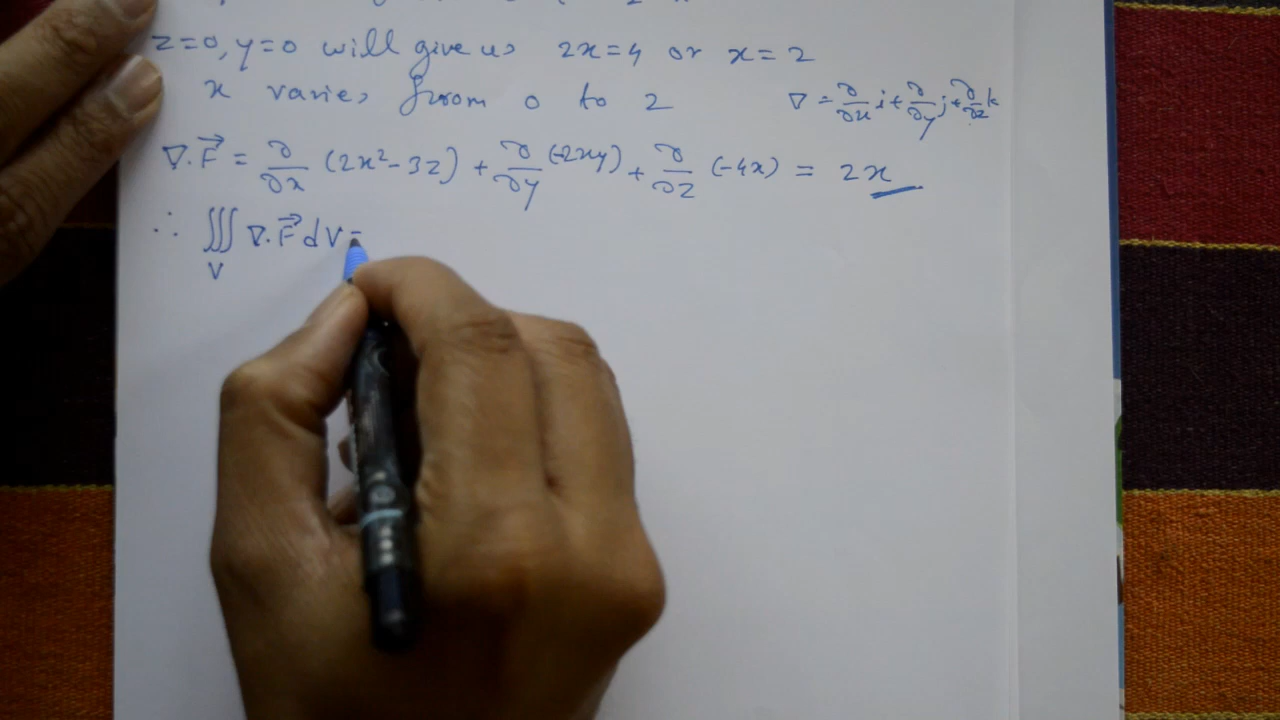 z=0, y=0 will give us 2x=4 or x=2
x varies from 0 to 2
∇ = ∂/∂x i + ∂/∂y j + ∂/∂z k
∇.F⃗ = ∂/∂x (2x²-3z) + ∂/∂y (-2xy) + ∂/∂z (-4x) = 2x
∴ ∭_V ∇.F⃗ dV =